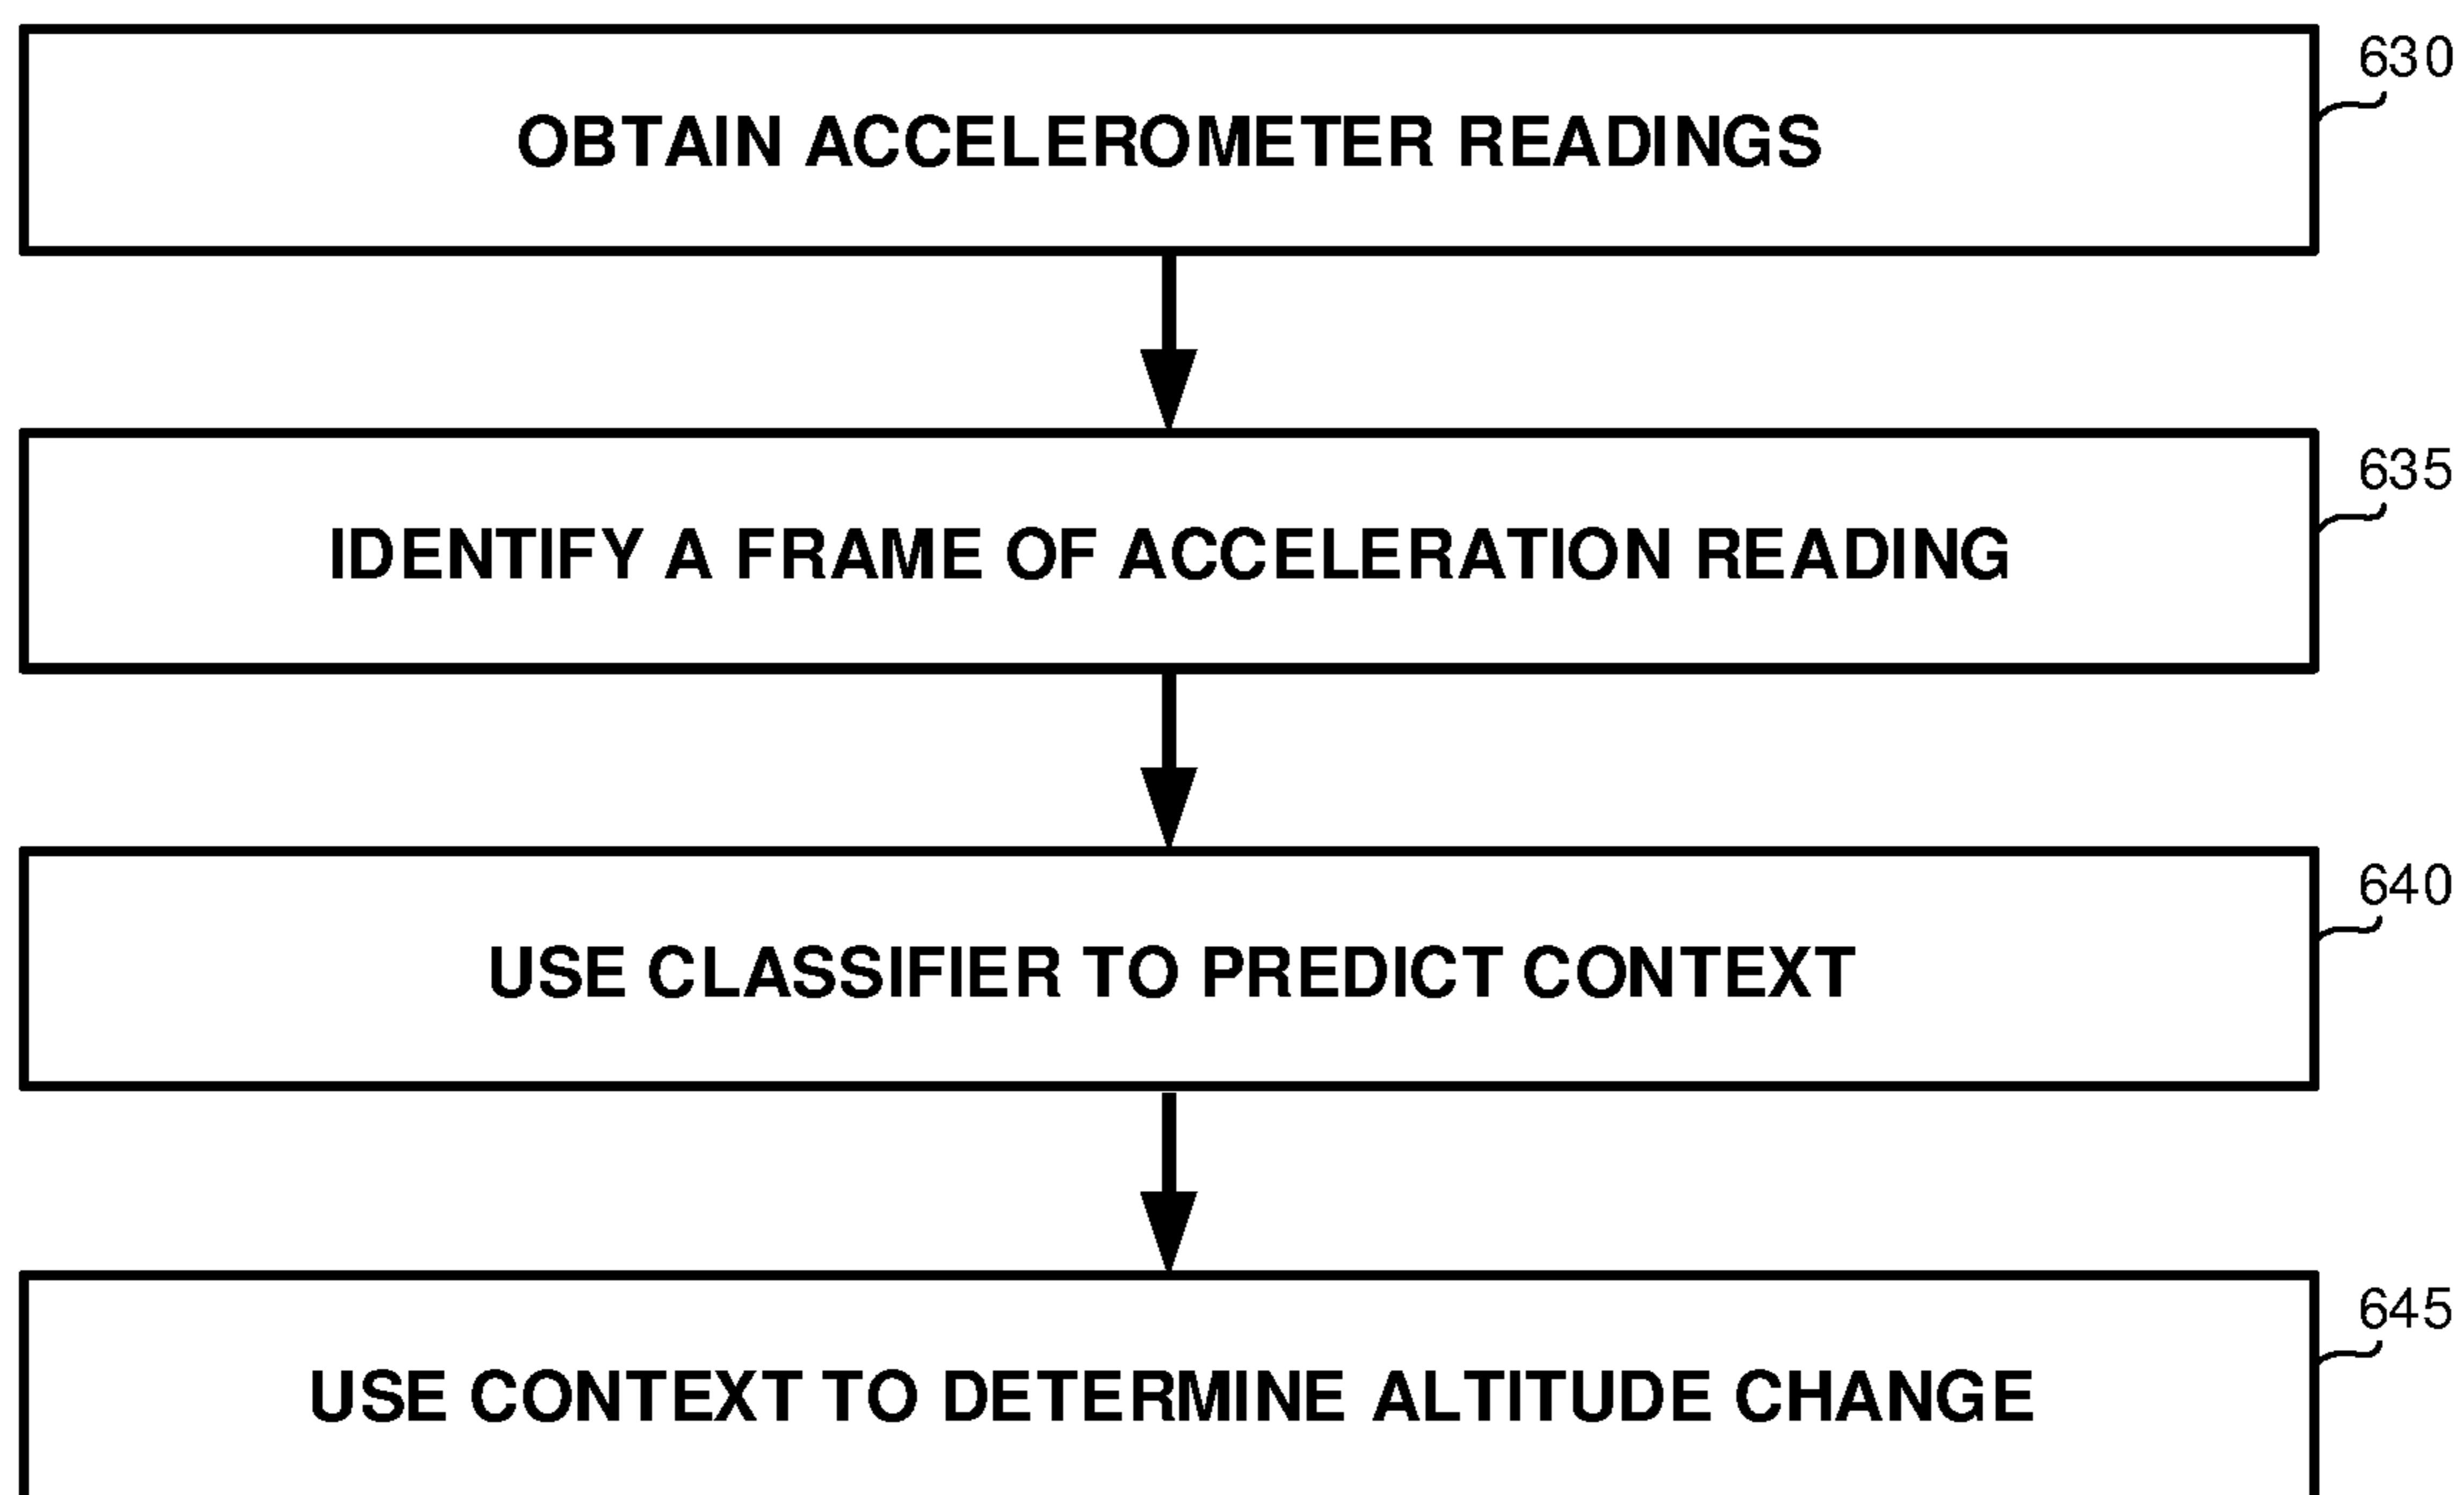 630
OBTAIN ACCELEROMETER READINGS
635
IDENTIFY A FRAME OF ACCELERATION READING
640
USE CLASSIFIER TO PREDICT CONTEXT
645
USE CONTEXT TO DETERMINE ALTITUDE CHANGE